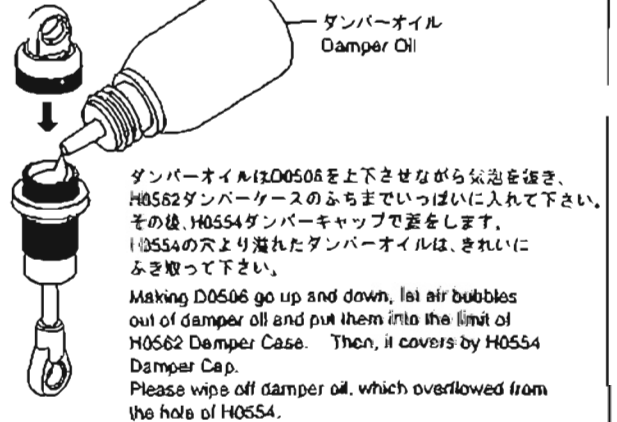 ダンパーオイル
Damper Oil
ダンパーオイルはD0506を上下させながら気泡を抜き、
H0562ダンパーケースのふちまでいっぱいに入れて下さい。
その後、H0554ダンパーキャップで蓋をします。
H0554の穴より溢れたダンパーオイルは、きれいに
ふき取って下さい。
Making D0506 go up and down, let air bubbles
out of damper oil and put them into the limit of
H0562 Damper Case. Then, it covers by H0554
Damper Cap.
Please wipe off damper oil, which overflowed from
the hole of H0554.